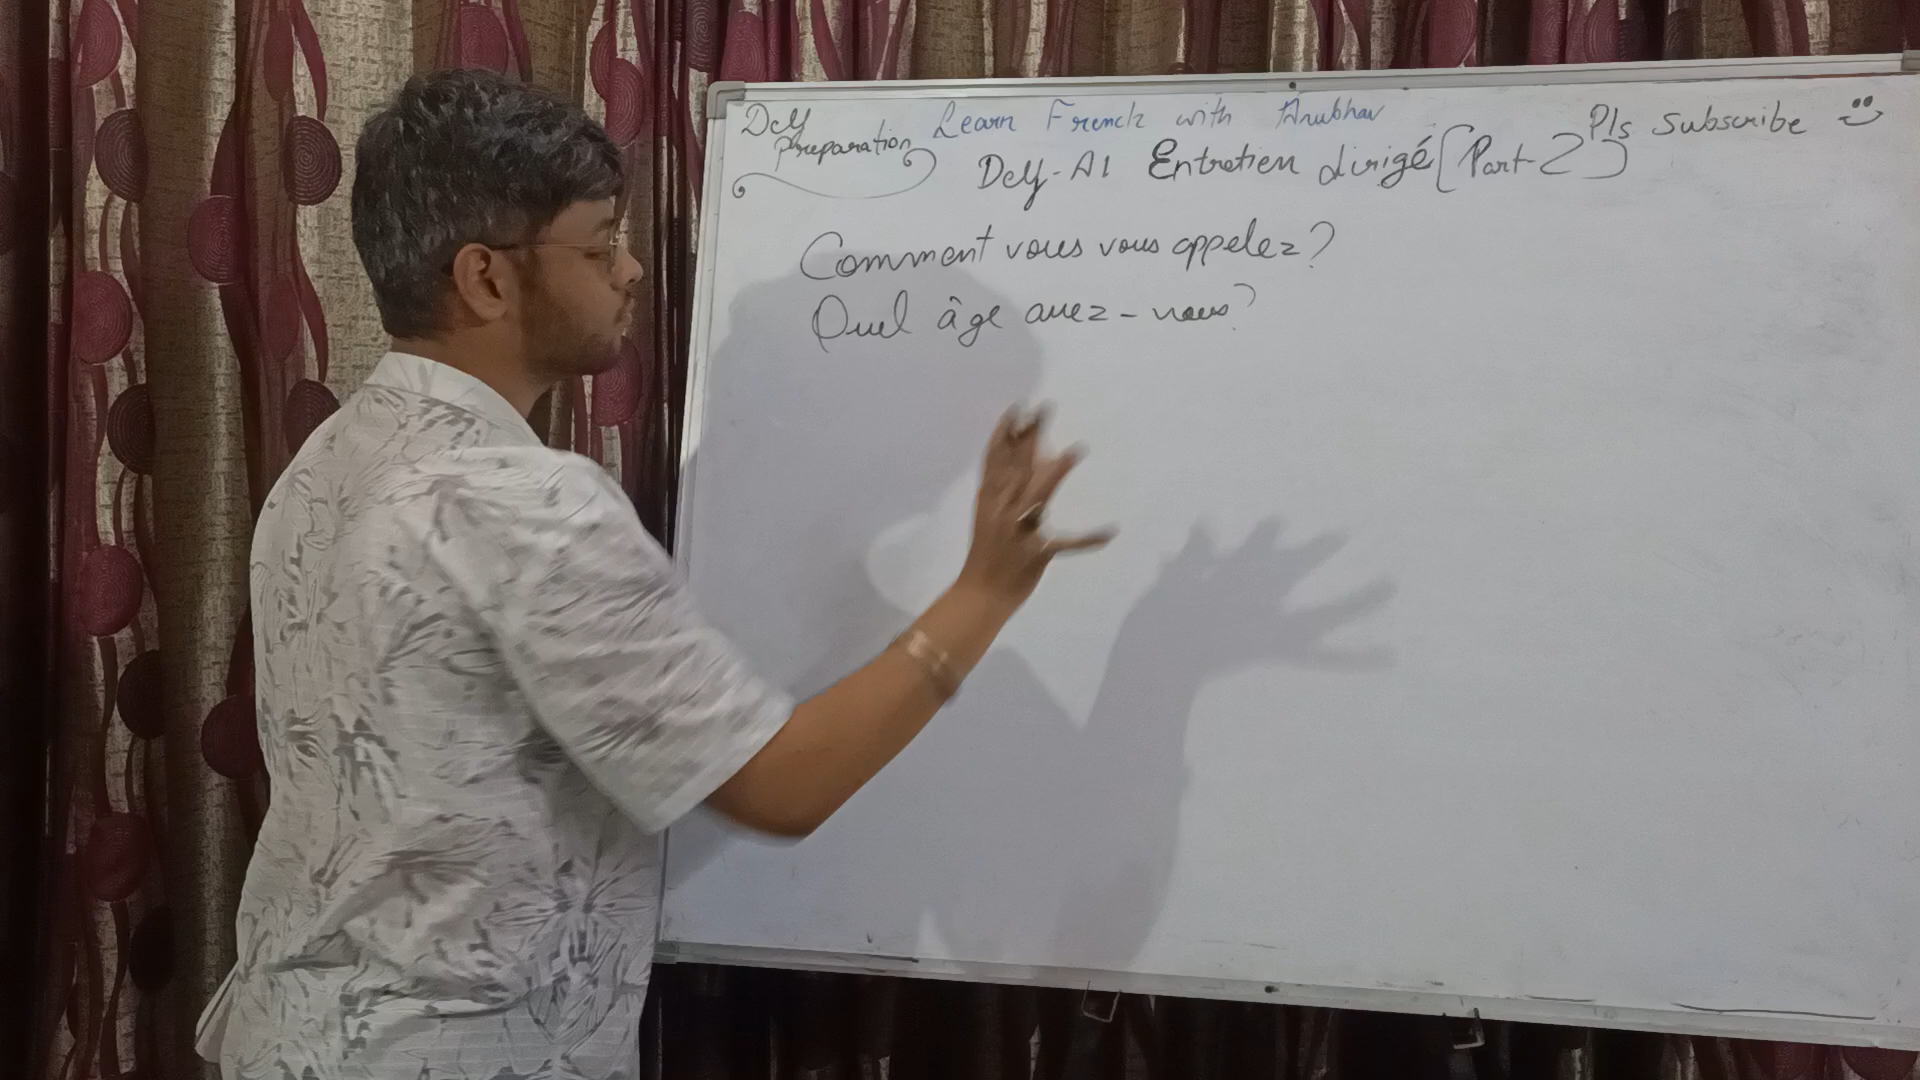 Delf Preparation
Learn French with Anubhav
Pls Subscribe
Delf-A1 Entretien dirigé [Part-2]
Comment vous vous appelez?
Quel âge avez-vous?